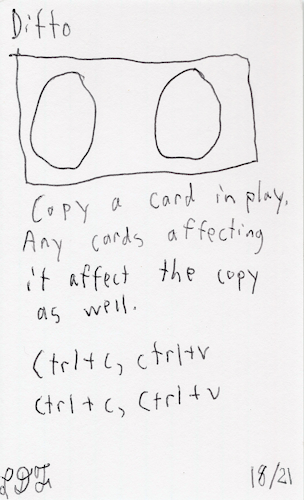 Ditto
Copy a card in play.
Any cards affecting
it affect the copy
as well.
Ctrl+c, ctrl+v
Ctrl+c, Ctrl+v
18/21